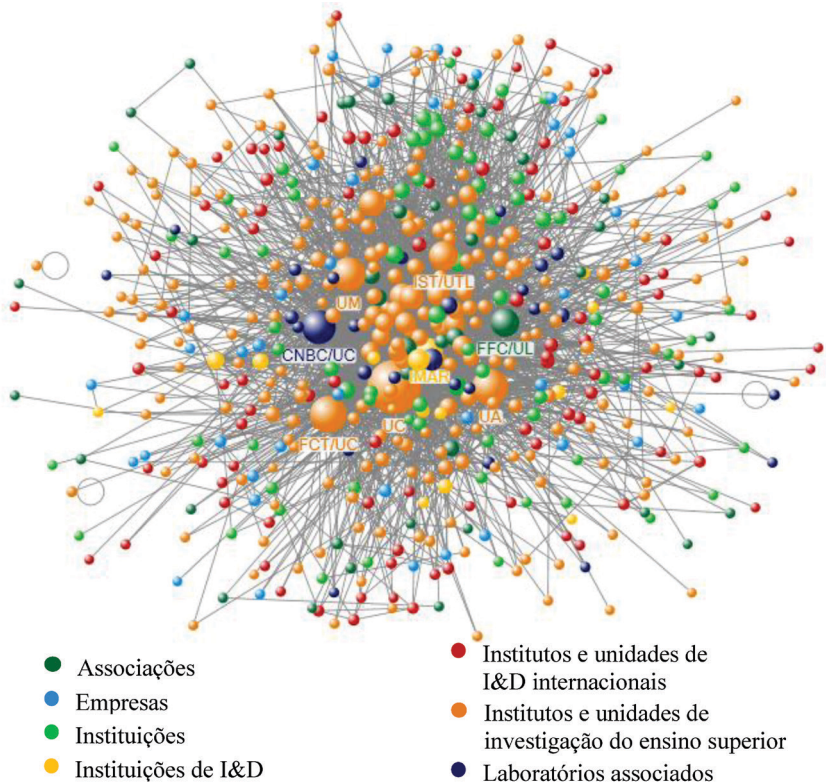 IST/UTL
UM
CNBC/UC
FFC/UL
IMAR
UC
UA
FCT/UC
Associações
Empresas
Instituições
Instituições de I&D
Institutos e unidades de
I&D internacionais
Institutos e unidades de
investigação do ensino superior
Laboratórios associados